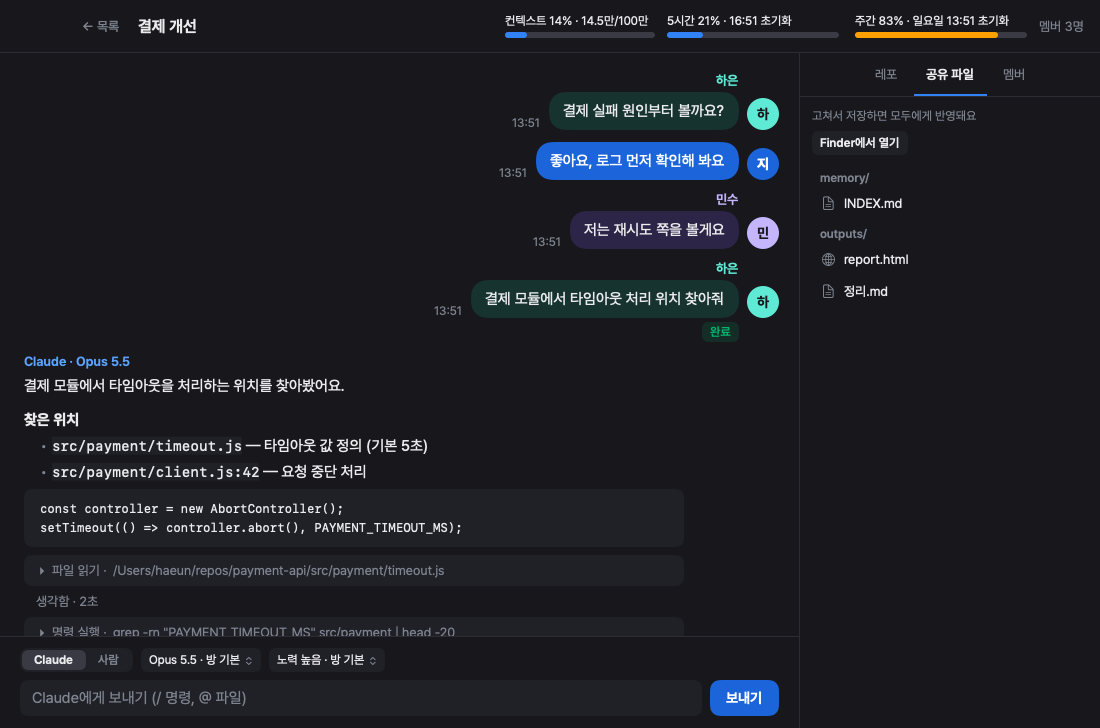 ← 목록
결제 개선
컨텍스트 14% · 14.5만/100만
5시간 21% · 16:51 초기화
주간 83% · 일요일 13:51 초기화
멤버 3명
하은
결제 실패 원인부터 볼까요?
13:51
하
좋아요, 로그 먼저 확인해 봐요
13:51
지
민수
저는 재시도 쪽을 볼게요
13:51
민
하은
결제 모듈에서 타임아웃 처리 위치 찾아줘
13:51
하
완료
Claude · Opus 5.5
결제 모듈에서 타임아웃을 처리하는 위치를 찾아봤어요.
찾은 위치
• src/payment/timeout.js — 타임아웃 값 정의 (기본 5초)
• src/payment/client.js:42 — 요청 중단 처리
const controller = new AbortController();
setTimeout(() => controller.abort(), PAYMENT_TIMEOUT_MS);
파일 읽기 · /Users/haeun/repos/payment-api/src/payment/timeout.js
생각함 · 2초
명령 실행 · grep -rn "PAYMENT_TIMEOUT_MS" src/payment | head -20
Claude
사람
Opus 5.5 · 방 기본
노력 높음 · 방 기본
Claude에게 보내기 (/ 명령, @ 파일)
보내기
레포
공유 파일
멤버
고쳐서 저장하면 모두에게 반영돼요
Finder에서 열기
memory/
INDEX.md
outputs/
report.html
정리.md